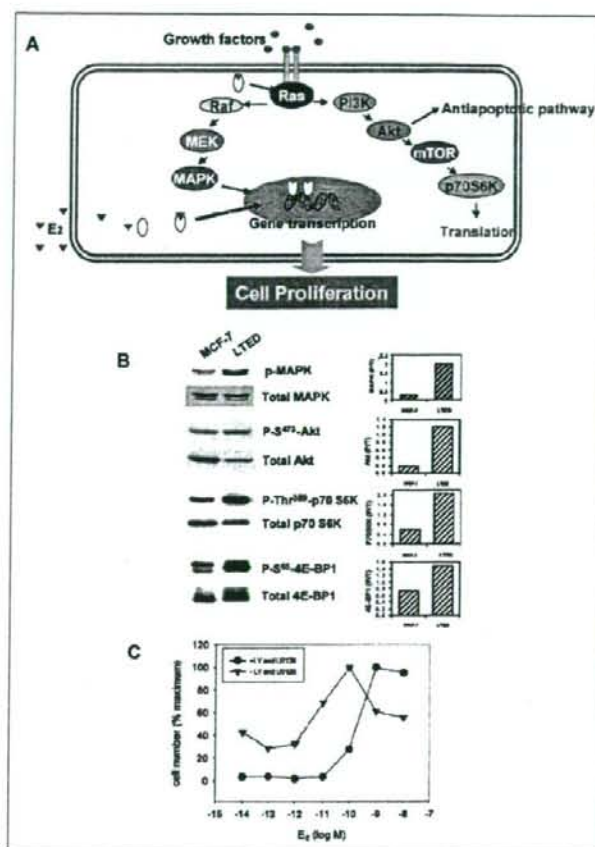 A
Growth factors
Ras
Raf
PI3K
Antiapoptotic pathway
MEK
Akt
mTOR
MAPK
p70S6K
E₂
Gene transcription
Translation
Cell Proliferation
B
MCF-7 LTED
p-MAPK
Total MAPK
P-S⁴⁷³-Akt
Total Akt
P-Thr³⁸⁹-p70 S6K
Total p70 S6K
P-S⁶⁵-4E-BP1
Total 4E-BP1
C
120
100
80
60
40
20
0
cell number (% maximum)
-15 -14 -13 -12 -11 -10 -9 -8 -7
E₂ (log M)